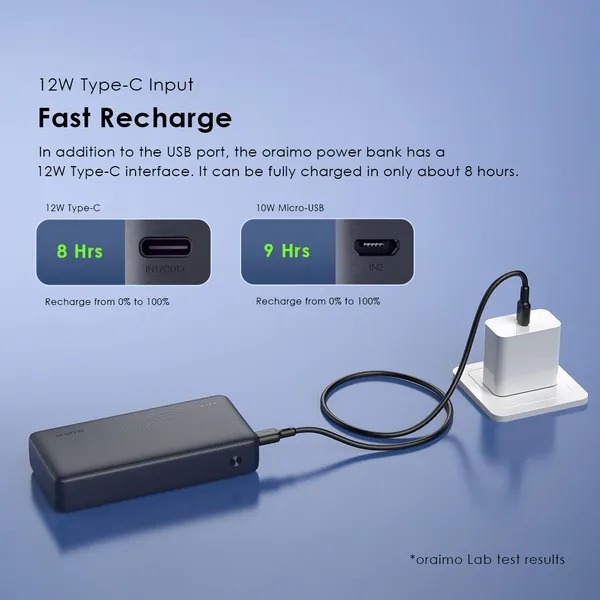 12W Type-C Input
Fast Recharge
In addition to the USB port, the oraimo power bank has a
12W Type-C interface. It can be fully charged in only about 8 hours.
12W Type-C
10W Micro-USB
8 Hrs
IN1/OUT3
9 Hrs
IN2
Recharge from 0% to 100%
Recharge from 0% to 100%
oraimo
*oraimo Lab test results